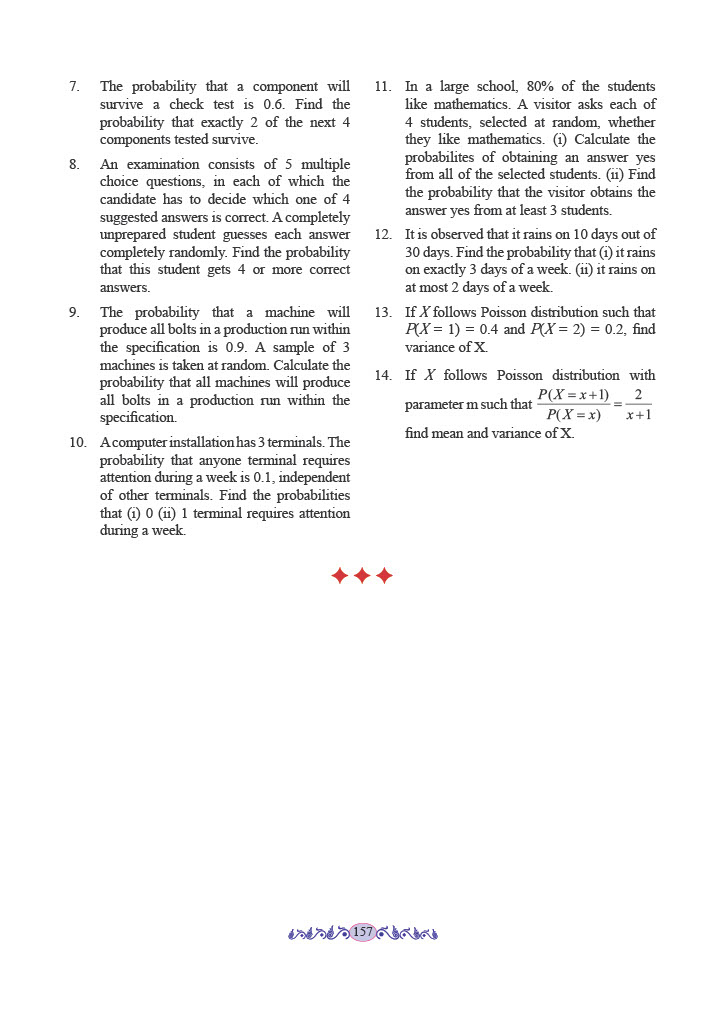 7. The probability that a component will
survive a check test is 0.6. Find the
probability that exactly 2 of the next 4
components tested survive.
8. An examination consists of 5 multiple
choice questions, in each of which the
candidate has to decide which one of 4
suggested answers is correct. A completely
unprepared student guesses each answer
completely randomly. Find the probability
that this student gets 4 or more correct
answers.
9. The probability that a machine will
produce all bolts in a production run within
the specification is 0.9. A sample of 3
machines is taken at random. Calculate the
probability that all machines will produce
all bolts in a production run within the
specification.
10. A computer installation has 3 terminals. The
probability that anyone terminal requires
attention during a week is 0.1, independent
of other terminals. Find the probabilities
that (i) 0 (ii) 1 terminal requires attention
during a week.
11. In a large school, 80% of the students
like mathematics. A visitor asks each of
4 students, selected at random, whether
they like mathematics. (i) Calculate the
probabilites of obtaining an answer yes
from all of the selected students. (ii) Find
the probability that the visitor obtains the
answer yes from at least 3 students.
12. It is observed that it rains on 10 days out of
30 days. Find the probability that (i) it rains
on exactly 3 days of a week. (ii) it rains on
at most 2 days of a week.
13. If X follows Poisson distribution such that
P(X = 1) = 0.4 and P(X = 2) = 0.2, find
variance of X.
14. If X follows Poisson distribution with
parameter m such that P(X = x+1) / P(X = x) = 2 / x+1
find mean and variance of X.
157